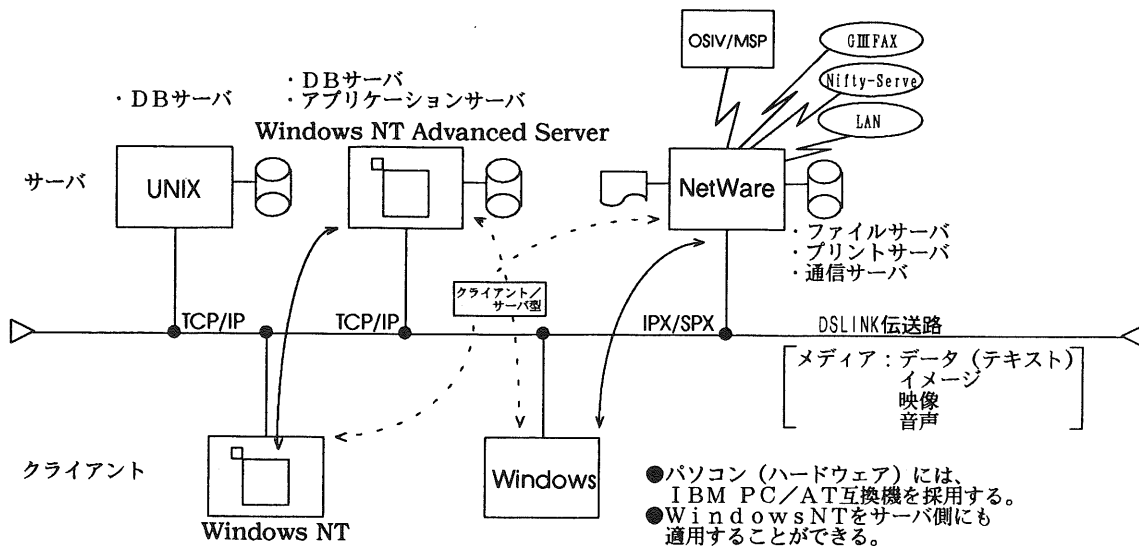 OSIV/MSP
GⅢFAX
Nifty-Serve
LAN
・DBサーバ
・DBサーバ
・アプリケーションサーバ
Windows NT Advanced Server
サーバ
UNIX
NetWare
・ファイルサーバ
・プリントサーバ
・通信サーバ
クライアント／
サーバ型
TCP/IP
TCP/IP
IPX/SPX
DSLINK伝送路
メディア：データ（テキスト）
イメージ
映像
音声
クライアント
Windows NT
Windows
●パソコン（ハードウェア）には、
ＩＢＭ ＰＣ／ＡＴ互換機を採用する。
●ＷｉｎｄｏｗｓＮＴをサーバ側にも
適用することができる。